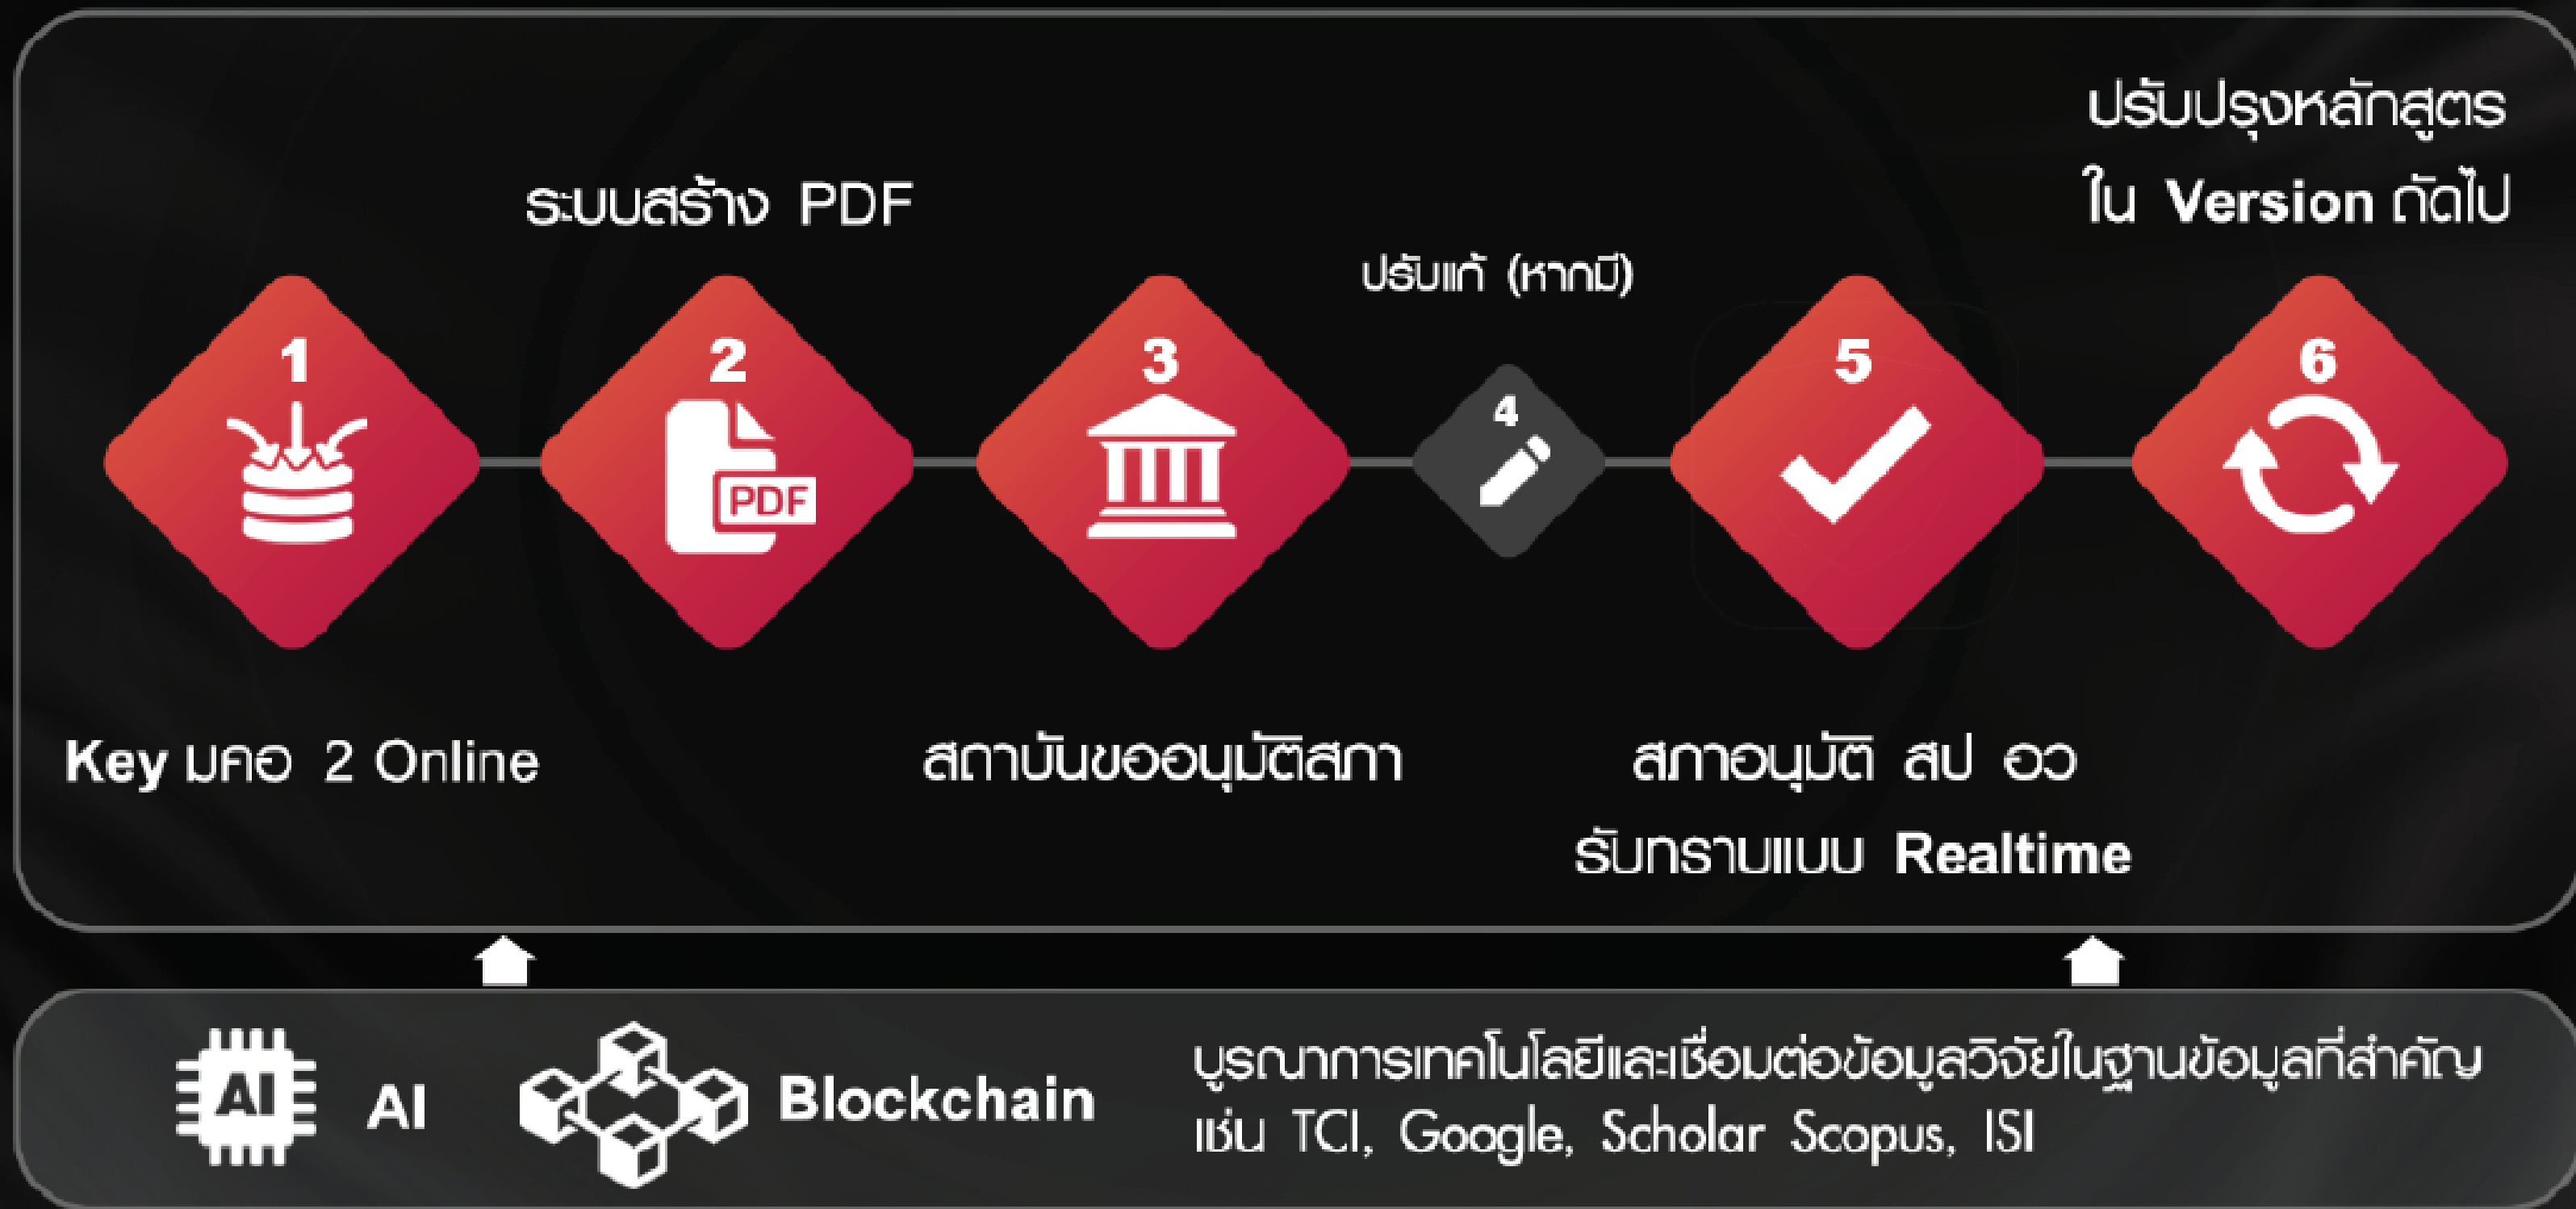 1
Key มคอ 2 Online
ระบบสร้าง PDF
2
PDF
3
สถาบันขออนุมัติสภา
ปรับแก้ (หากมี)
4
5
สภาอนุมัติ สป อว
รับทราบแบบ Realtime
ปรับปรุงหลักสูตร
ใน Version ถัดไป
6
AI
AI
Blockchain
บูรณาการเทคโนโลยีและเชื่อมต่อข้อมูลวิจัยในฐานข้อมูลที่สำคัญ
เช่น TCI, Google, Scholar Scopus, ISI